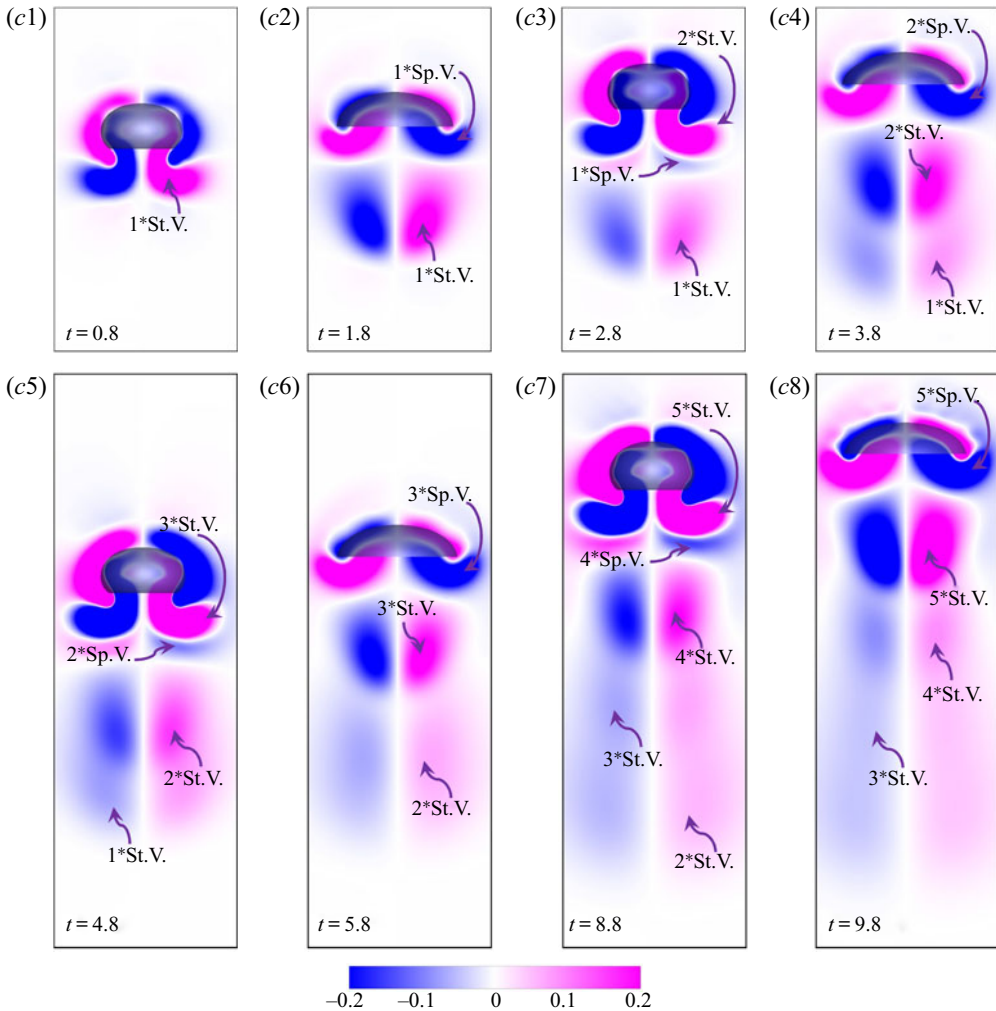 (c1)
1*St.V.
t = 0.8
(c2)
1*Sp.V.
1*St.V.
t = 1.8
(c3)
2*St.V.
1*Sp.V.
1*St.V.
t = 2.8
(c4)
2*Sp.V.
2*St.V.
1*St.V.
t = 3.8
(c5)
3*St.V.
2*Sp.V.
2*St.V.
1*St.V.
t = 4.8
(c6)
3*Sp.V.
3*St.V.
2*St.V.
t = 5.8
(c7)
5*St.V.
4*Sp.V.
4*St.V.
3*St.V.
2*St.V.
t = 8.8
(c8)
5*Sp.V.
5*St.V.
4*St.V.
3*St.V.
t = 9.8
–0.2 –0.1 0 0.1 0.2